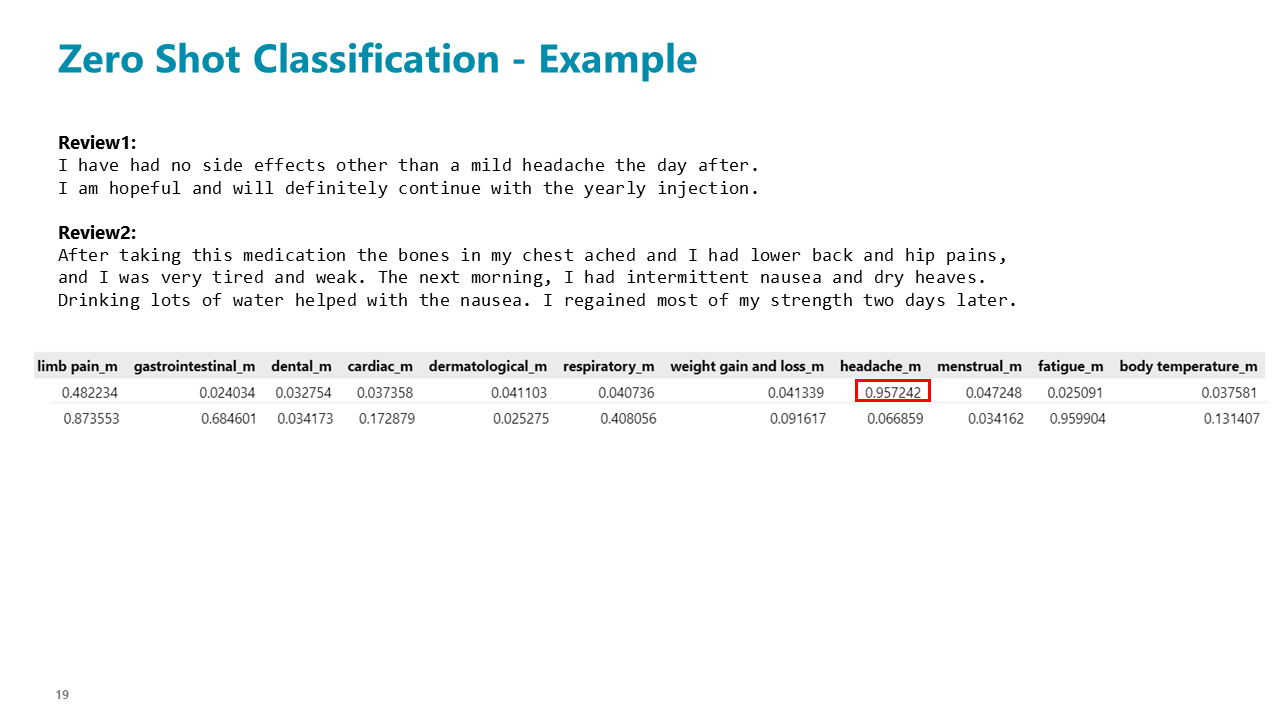 Zero Shot Classification - Example
Review1:
I have had no side effects other than a mild headache the day after.
I am hopeful and will definitely continue with the yearly injection.
Review2:
After taking this medication the bones in my chest ached and I had lower back and hip pains,
and I was very tired and weak. The next morning, I had intermittent nausea and dry heaves.
Drinking lots of water helped with the nausea. I regained most of my strength two days later.
limb pain_m gastrointestinal_m dental_m cardiac_m dermatological_m respiratory_m weight gain and loss_m headache_m menstrual_m fatigue_m body temperature_m
0.482234 0.024034 0.032754 0.037358 0.041103 0.040736 0.041339 0.957242 0.047248 0.025091 0.037581
0.873553 0.684601 0.034173 0.172879 0.025275 0.408056 0.091617 0.066859 0.034162 0.959904 0.131407
19